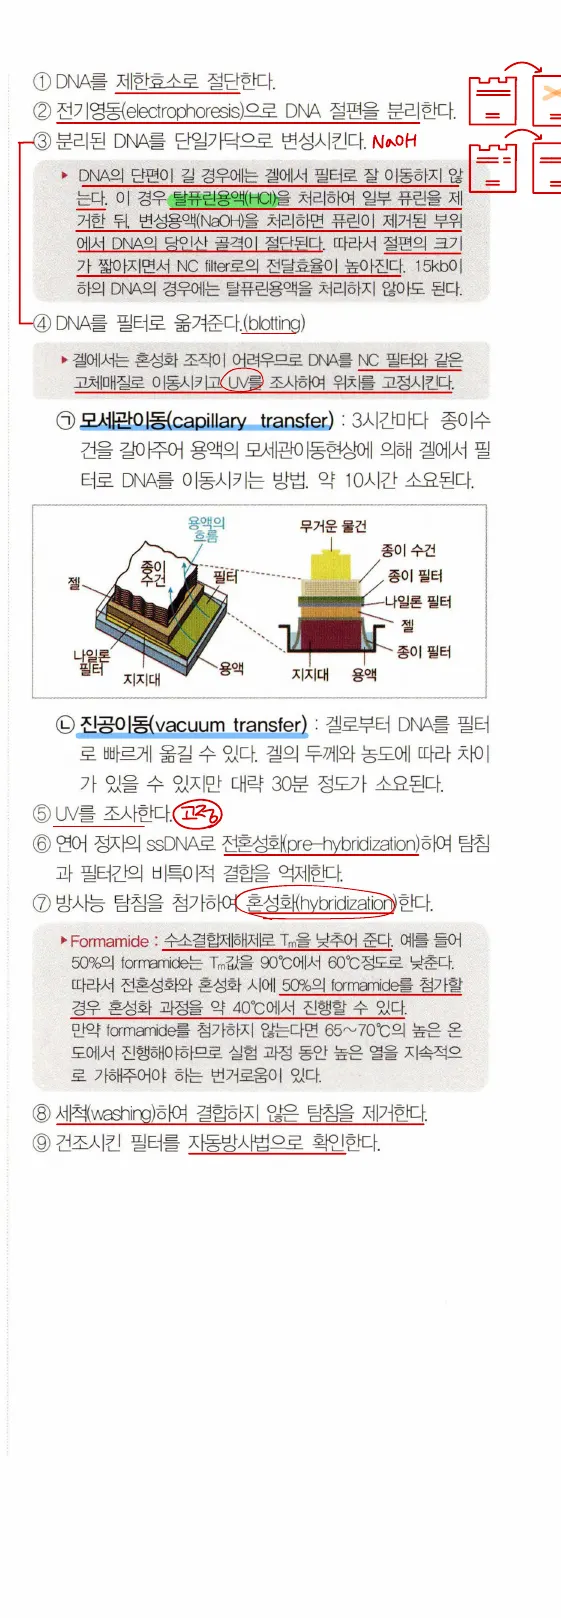 ① DNA를 제한효소로 절단한다.
② 전기영동(electrophoresis)으로 DNA 절편을 분리한다.
③ 분리된 DNA를 단일가닥으로 변성시킨다. NaOH
▶ DNA의 단편이 길 경우에는 겔에서 필터로 잘 이동하지 않
는다. 이 경우 탈퓨린용액(HCl)을 처리하여 일부 퓨린을 제
거한 뒤, 변성용액(NaOH)을 처리하면 퓨린이 제거된 부위
에서 DNA의 당인산 골격이 절단된다. 따라서 절편의 크기
가 짧아지면서 NC filter로의 전달효율이 높아진다. 15kb이
하의 DNA의 경우에는 탈퓨린용액을 처리하지 않아도 된다.
④ DNA를 필터로 옮겨준다.(blotting)
▶ 겔에서는 혼성화 조작이 어려우므로 DNA를 NC 필터와 같은
고체매질로 이동시키고 UV를 조사하여 위치를 고정시킨다.
㉠ 모세관이동(capillary transfer) : 3시간마다 종이수
건을 갈아주어 용액의 모세관이동현상에 의해 겔에서 필
터로 DNA를 이동시키는 방법. 약 10시간 소요된다.
용액의
흐름
종이
수건
젤
필터
나일론
필터
지지대
용액
무거운 물건
종이 수건
종이 필터
나일론 필터
젤
종이 필터
지지대
용액
㉡ 진공이동(vacuum transfer) : 겔로부터 DNA를 필터
로 빠르게 옮길 수 있다. 겔의 두께와 농도에 따라 차이
가 있을 수 있지만 대략 30분 정도가 소요된다.
⑤ UV를 조사한다. 고정
⑥ 연어 정자의 ssDNA로 전혼성화(pre-hybridization)하여 탐침
과 필터간의 비특이적 결합을 억제한다.
⑦ 방사능 탐침을 첨가하여 혼성화(hybridization)한다.
▶ Formamide : 수소결합제해제로 Tm을 낮추어 준다. 예를 들어
50%의 formamide는 Tm값을 90℃에서 60℃정도로 낮춘다.
따라서 전혼성화와 혼성화 시에 50%의 formamide를 첨가할
경우 혼성화 과정을 약 40℃에서 진행할 수 있다.
만약 formamide를 첨가하지 않는다면 65~70℃의 높은 온
도에서 진행해야하므로 실험 과정 동안 높은 열을 지속적으
로 가해주어야 하는 번거로움이 있다.
⑧ 세척(washing)하여 결합하지 않은 탐침을 제거한다.
⑨ 건조시킨 필터를 자동방사법으로 확인한다.